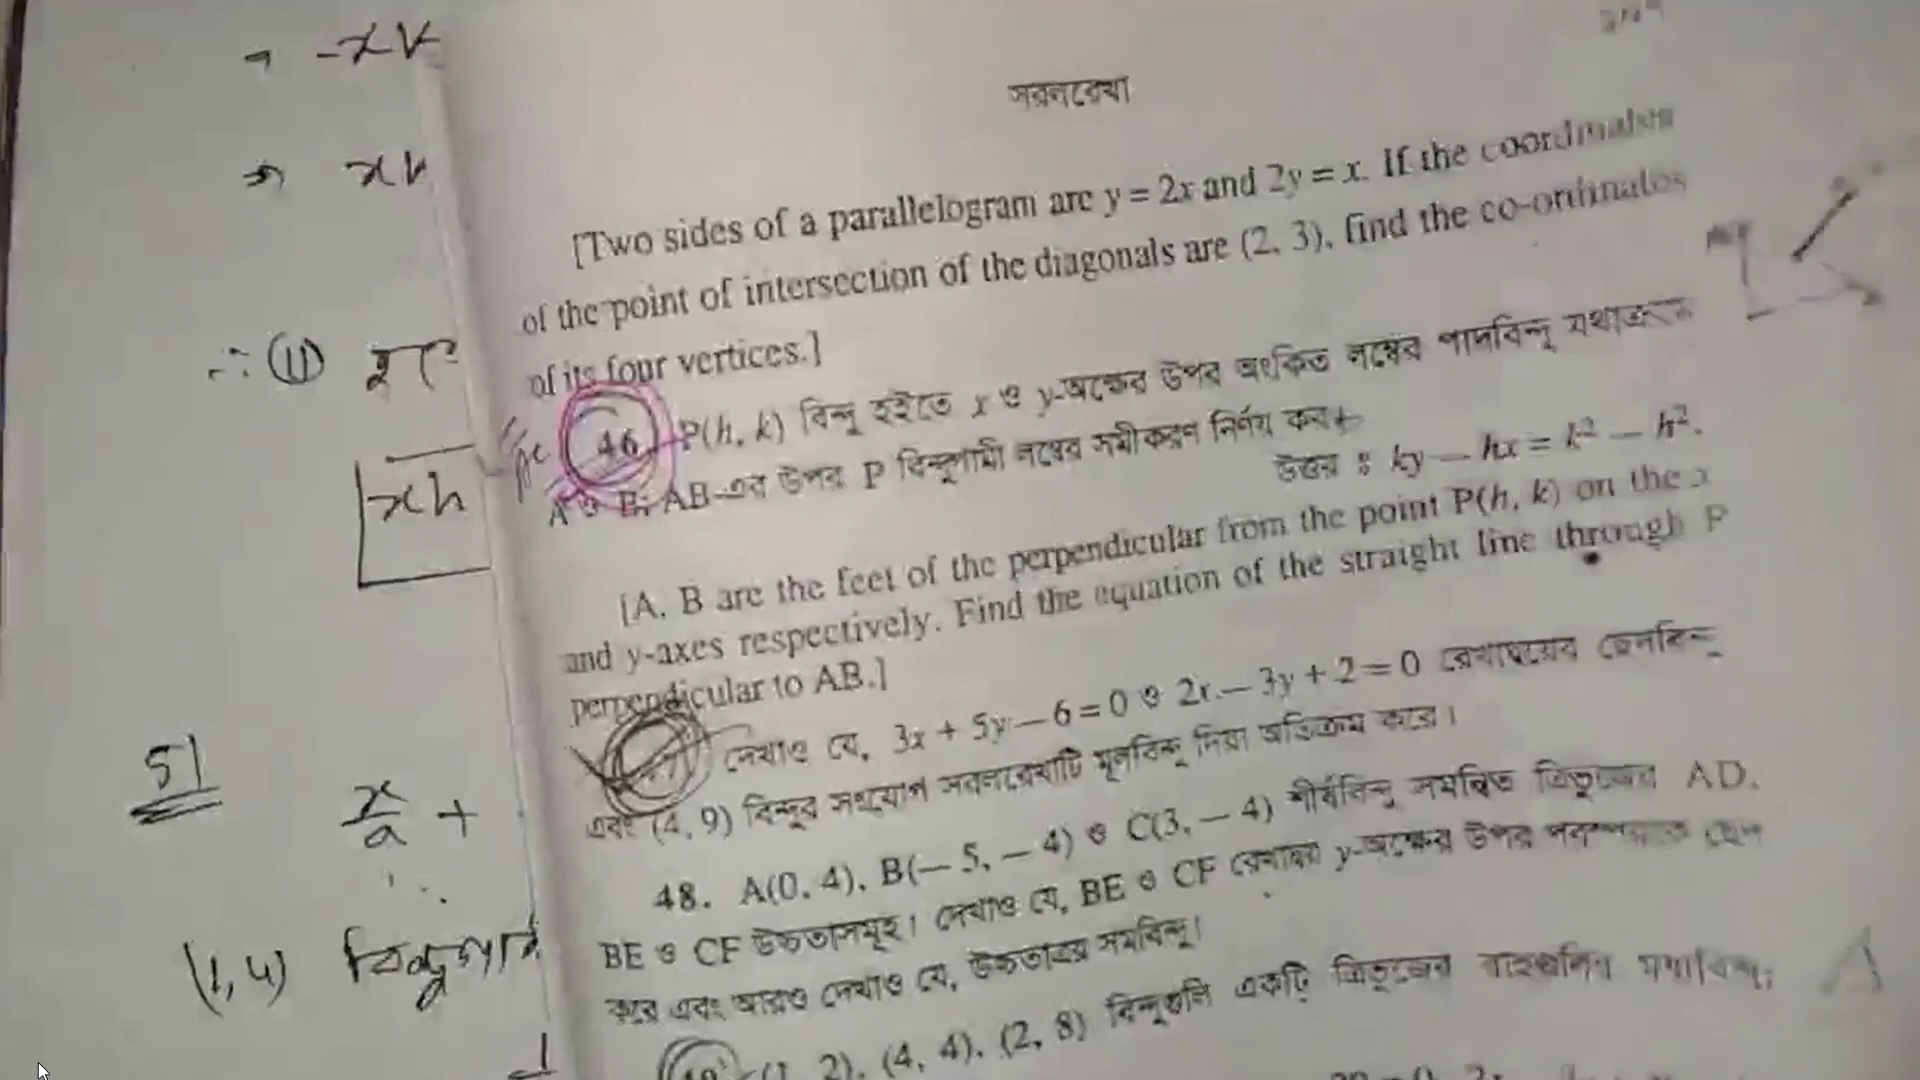 সরলরেখা
[Two sides of a parallelogram are y = 2x and 2y = x. If the coordinates
of the point of intersection of the diagonals are (2, 3), find the co-ordinates
of its four vertices.]
46 P(h, k) বিন্দু হইতে x ও y-অক্ষের উপর অংকিত লম্বের পাদবিন্দু যথাক্রমে
A ও B; AB-এর উপর P বিন্দুগামী লম্বের সমীকরণ নির্ণয় কর।
উত্তর : ky — hx = k² — h².
[A, B are the feet of the perpendicular from the point P(h, k) on the x
and y-axes respectively. Find the equation of the straight line through P
perpendicular to AB.]
দেখাও যে, 3x + 5y — 6 = 0 ও 2x — 3y + 2 = 0 রেখাদ্বয়ের ছেদবিন্দু
এবং (4, 9) বিন্দুর সংযোগ সরলরেখাটি মূলবিন্দু দিয়া অতিক্রম করে।
48. A(0, 4), B(— 5, — 4) ও C(3, — 4) শীর্ষবিন্দু সমন্বিত ত্রিভুজের AD,
BE ও CF উচ্চতাসমূহ। দেখাও যে, BE ও CF রেখাদ্বয় y-অক্ষের উপর পরস্পরকে ছেদ
করে এবং আরও দেখাও যে, উচ্চতাত্রয় সমবিন্দু।
2), (4, 4), (2, 8) বিন্দুগুলি একটি ত্রিভুজের বাহুগুলির মধ্যবিন্দু;
⇒ -xk
⇒ xk
∴ (11)
xh
51
x/a +
(1, 4) বিন্দুগামী
1
A